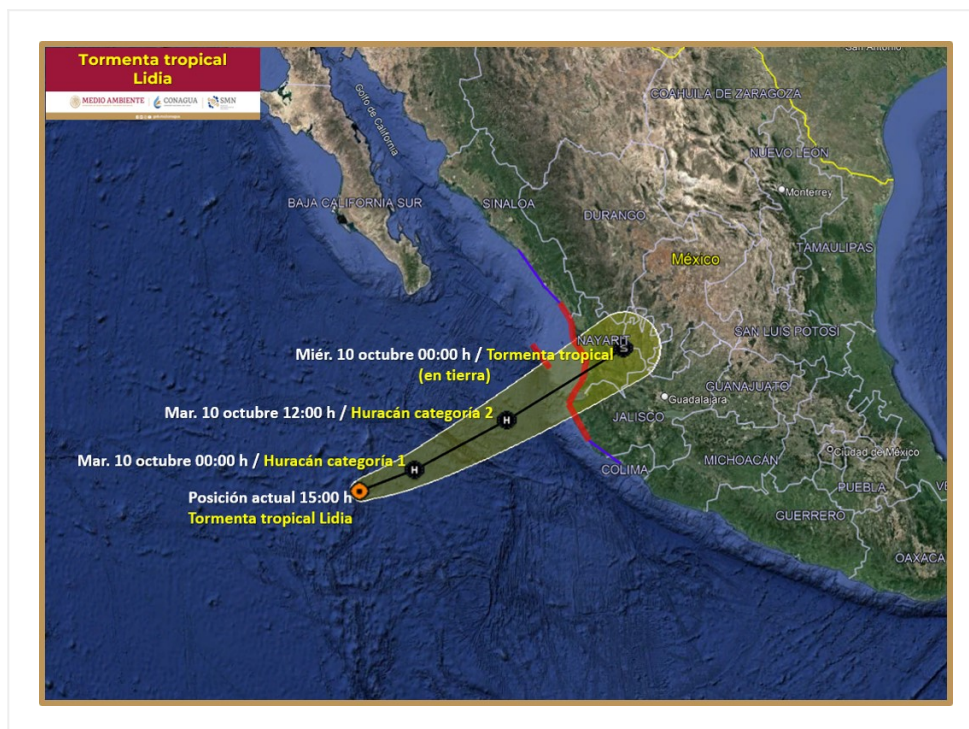 Tormenta tropical
Lidia
MEDIO AMBIENTE
CONAGUA
SMN
San Antonio
COAHUILA DE ZARAGOZA
NUEVO LEÓN
Golfo de California
Monterrey
BAJA CALIFORNIA SUR
SINALOA
DURANGO
TAMAULIPAS
México
SAN LUIS POTOSI
NAYARIT
S
Miér. 10 octubre 00:00 h / Tormenta tropical
(en tierra)
GUANAJUATO
Guadalajara
Mar. 10 octubre 12:00 h / Huracán categoría 2
H
JALISCO
Ciudad de México
Mar. 10 octubre 00:00 h / Huracán categoría 1
H
COLIMA
MICHOACAN
PUEBLA
VE
Posición actual 15:00 h
Tormenta tropical Lidia
GUERRERO
OAXACA